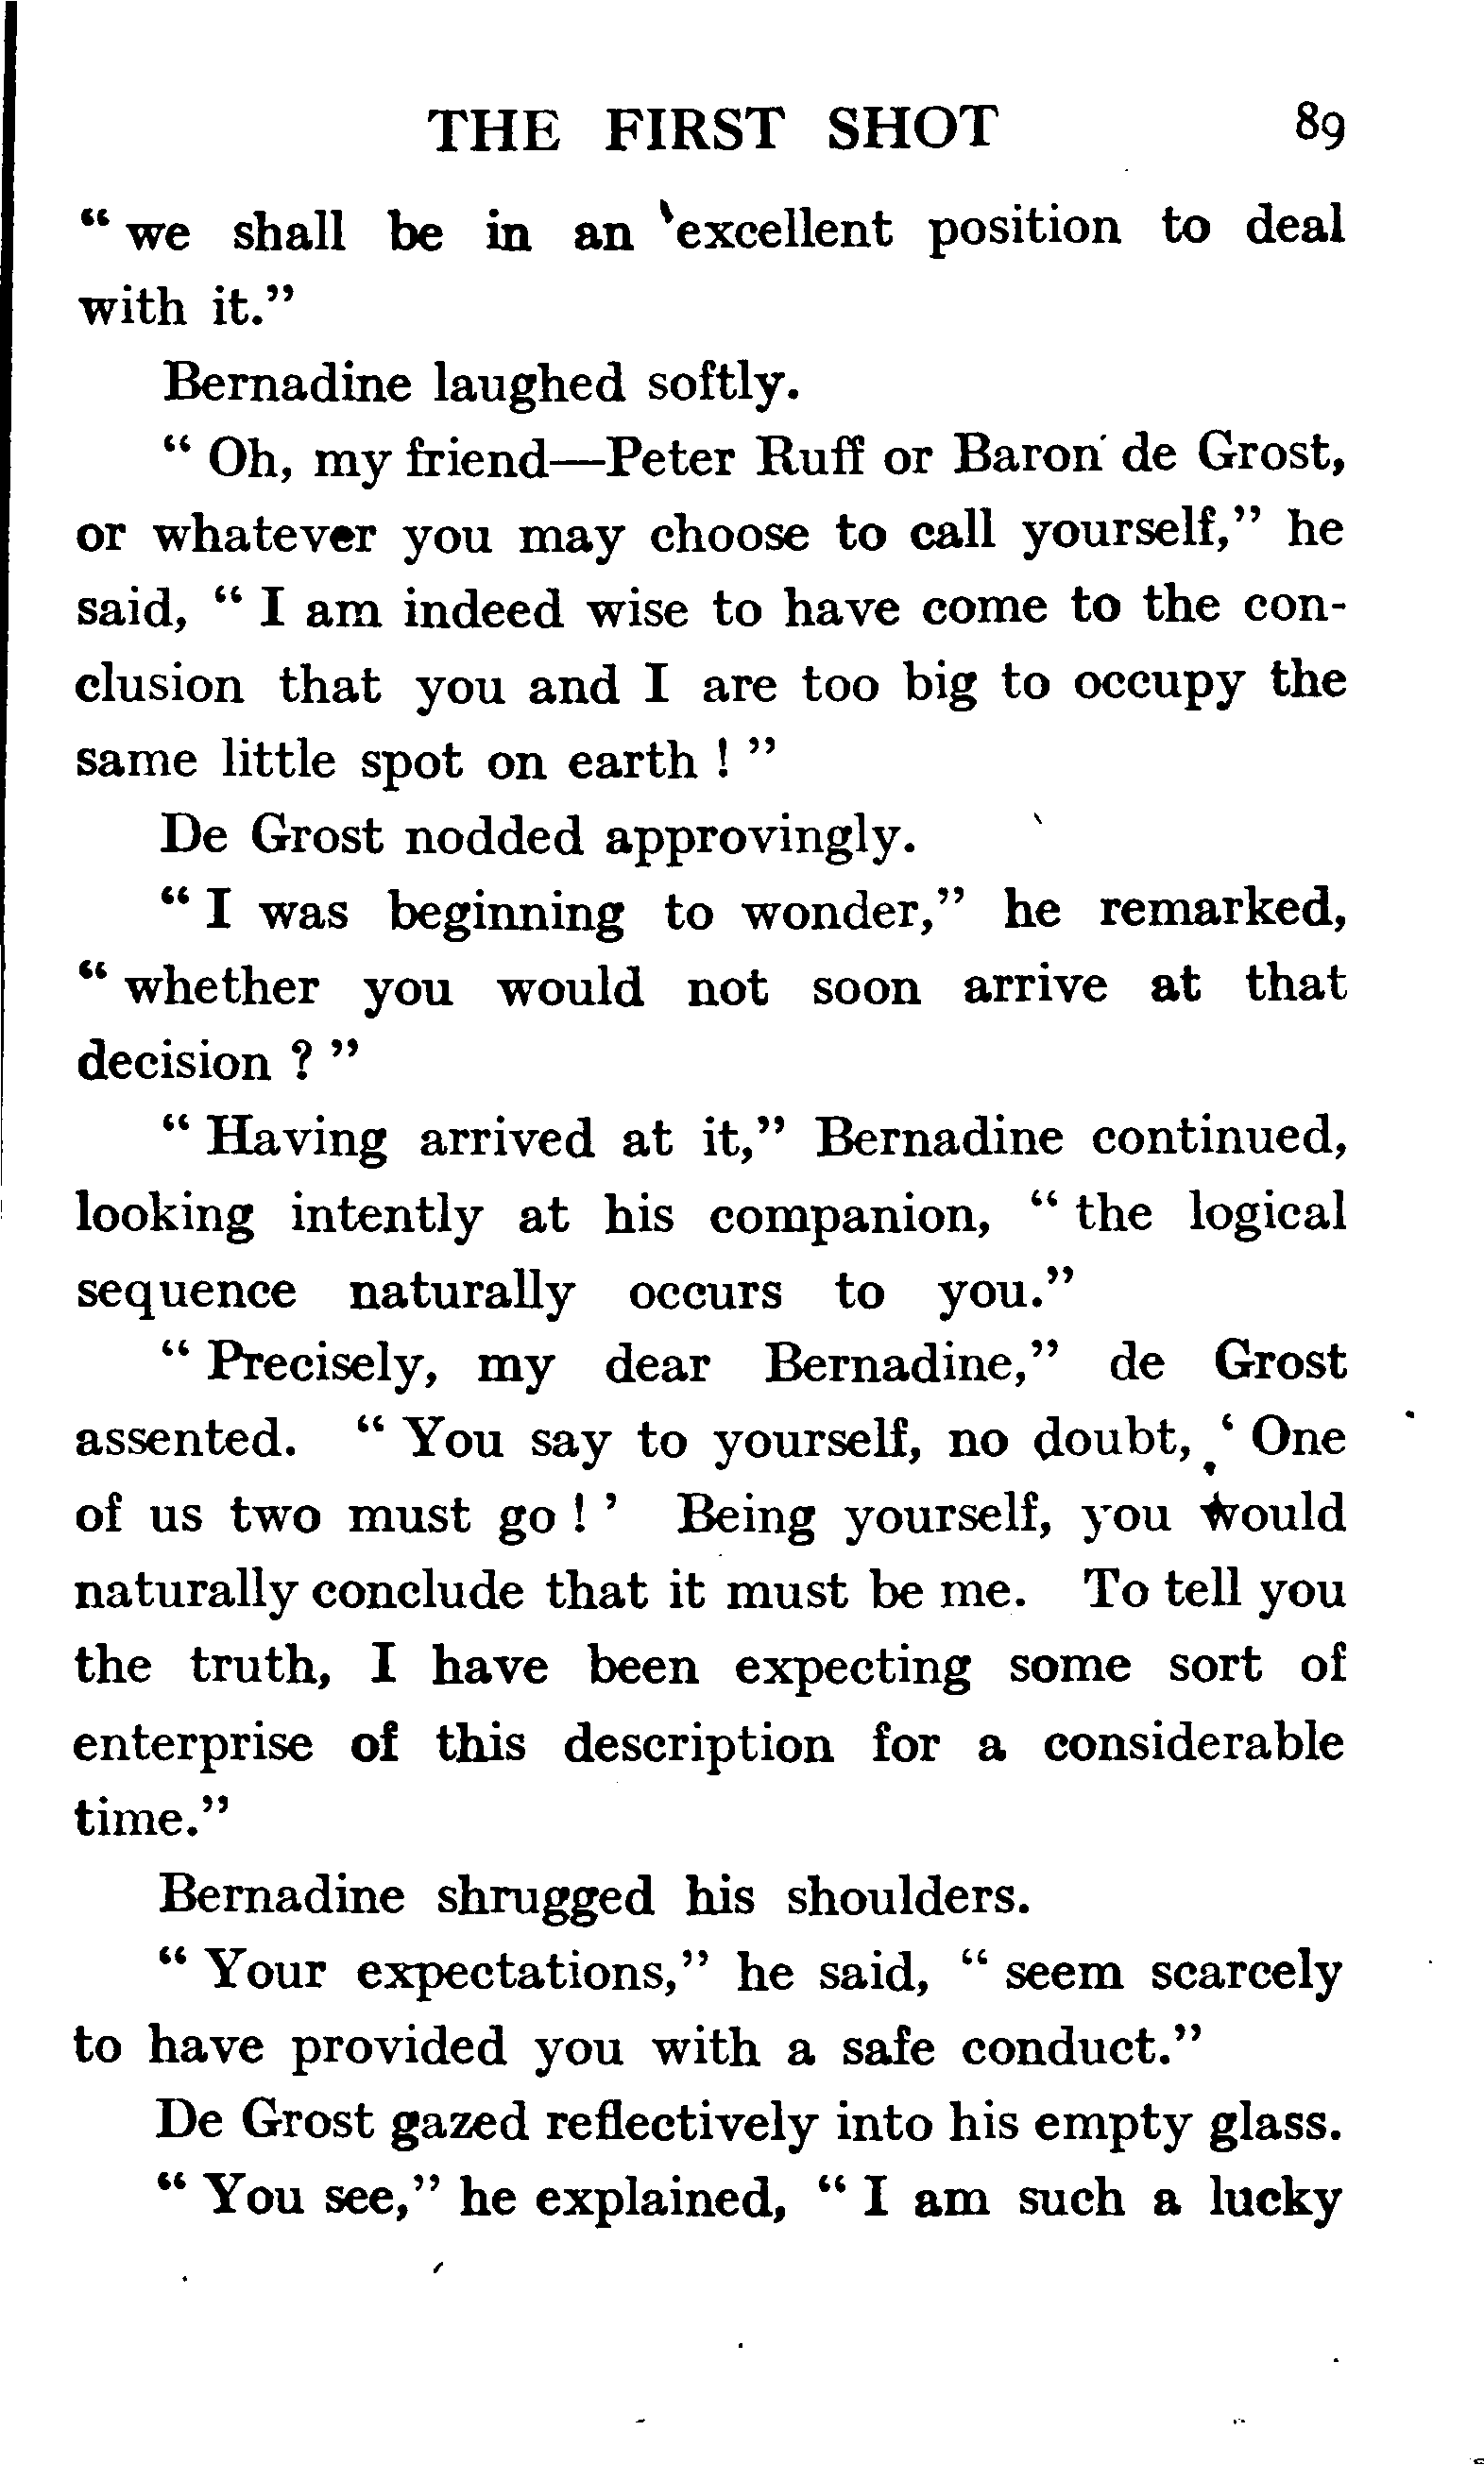 THE FIRST SHOT 89
“ we shall be in an excellent position to deal
with it.”
Bernadine laughed softly.
“ Oh, my friend—Peter Ruff or Baron de Grost,
or whatever you may choose to call yourself,” he
said, “ I am indeed wise to have come to the con-
clusion that you and I are too big to occupy the
same little spot on earth ! ”
De Grost nodded approvingly.
“ I was beginning to wonder,” he remarked,
“ whether you would not soon arrive at that
decision ? ”
“ Having arrived at it,” Bernadine continued,
looking intently at his companion, “ the logical
sequence naturally occurs to you.”
“ Precisely, my dear Bernadine,” de Grost
assented. “ You say to yourself, no doubt, ‘ One
of us two must go ! ’ Being yourself, you would
naturally conclude that it must be me. To tell you
the truth, I have been expecting some sort of
enterprise of this description for a considerable
time.”
Bernadine shrugged his shoulders.
“ Your expectations,” he said, “ seem scarcely
to have provided you with a safe conduct.”
De Grost gazed reflectively into his empty glass.
“ You see,” he explained, “ I am such a lucky